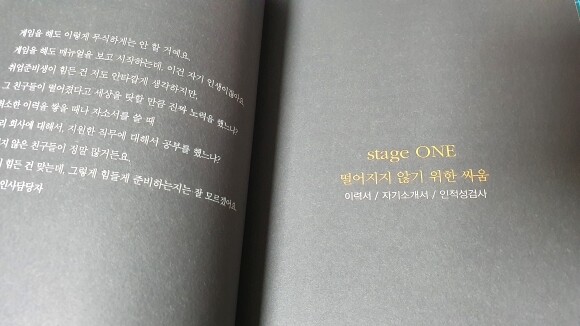 게임을 해도 이렇게 무식하게는 안 할 거예요.
게임을 해도 매뉴얼을 보고 시작하는데, 이건 자기 인생이잖아요.
취업준비생이 힘든 건 저도 안타깝게 생각하지만,
그 친구들이 떨어졌다고 세상을 탓할 만큼 진짜 노력을 했느냐?
소한 이력을 쌓을 때나 자소서를 쓸 때
회사에 대해서, 지원한 직무에 대해서 공부를 했느냐?
않은 친구들이 정말 많거든요.
힘든 건 맞는데, 그렇게 힘들게 준비하는지는 잘 모르겠어요.
인사담당자
stage ONE
떨어지지 않기 위한 싸움
이력서 / 자기소개서 / 인적성검사